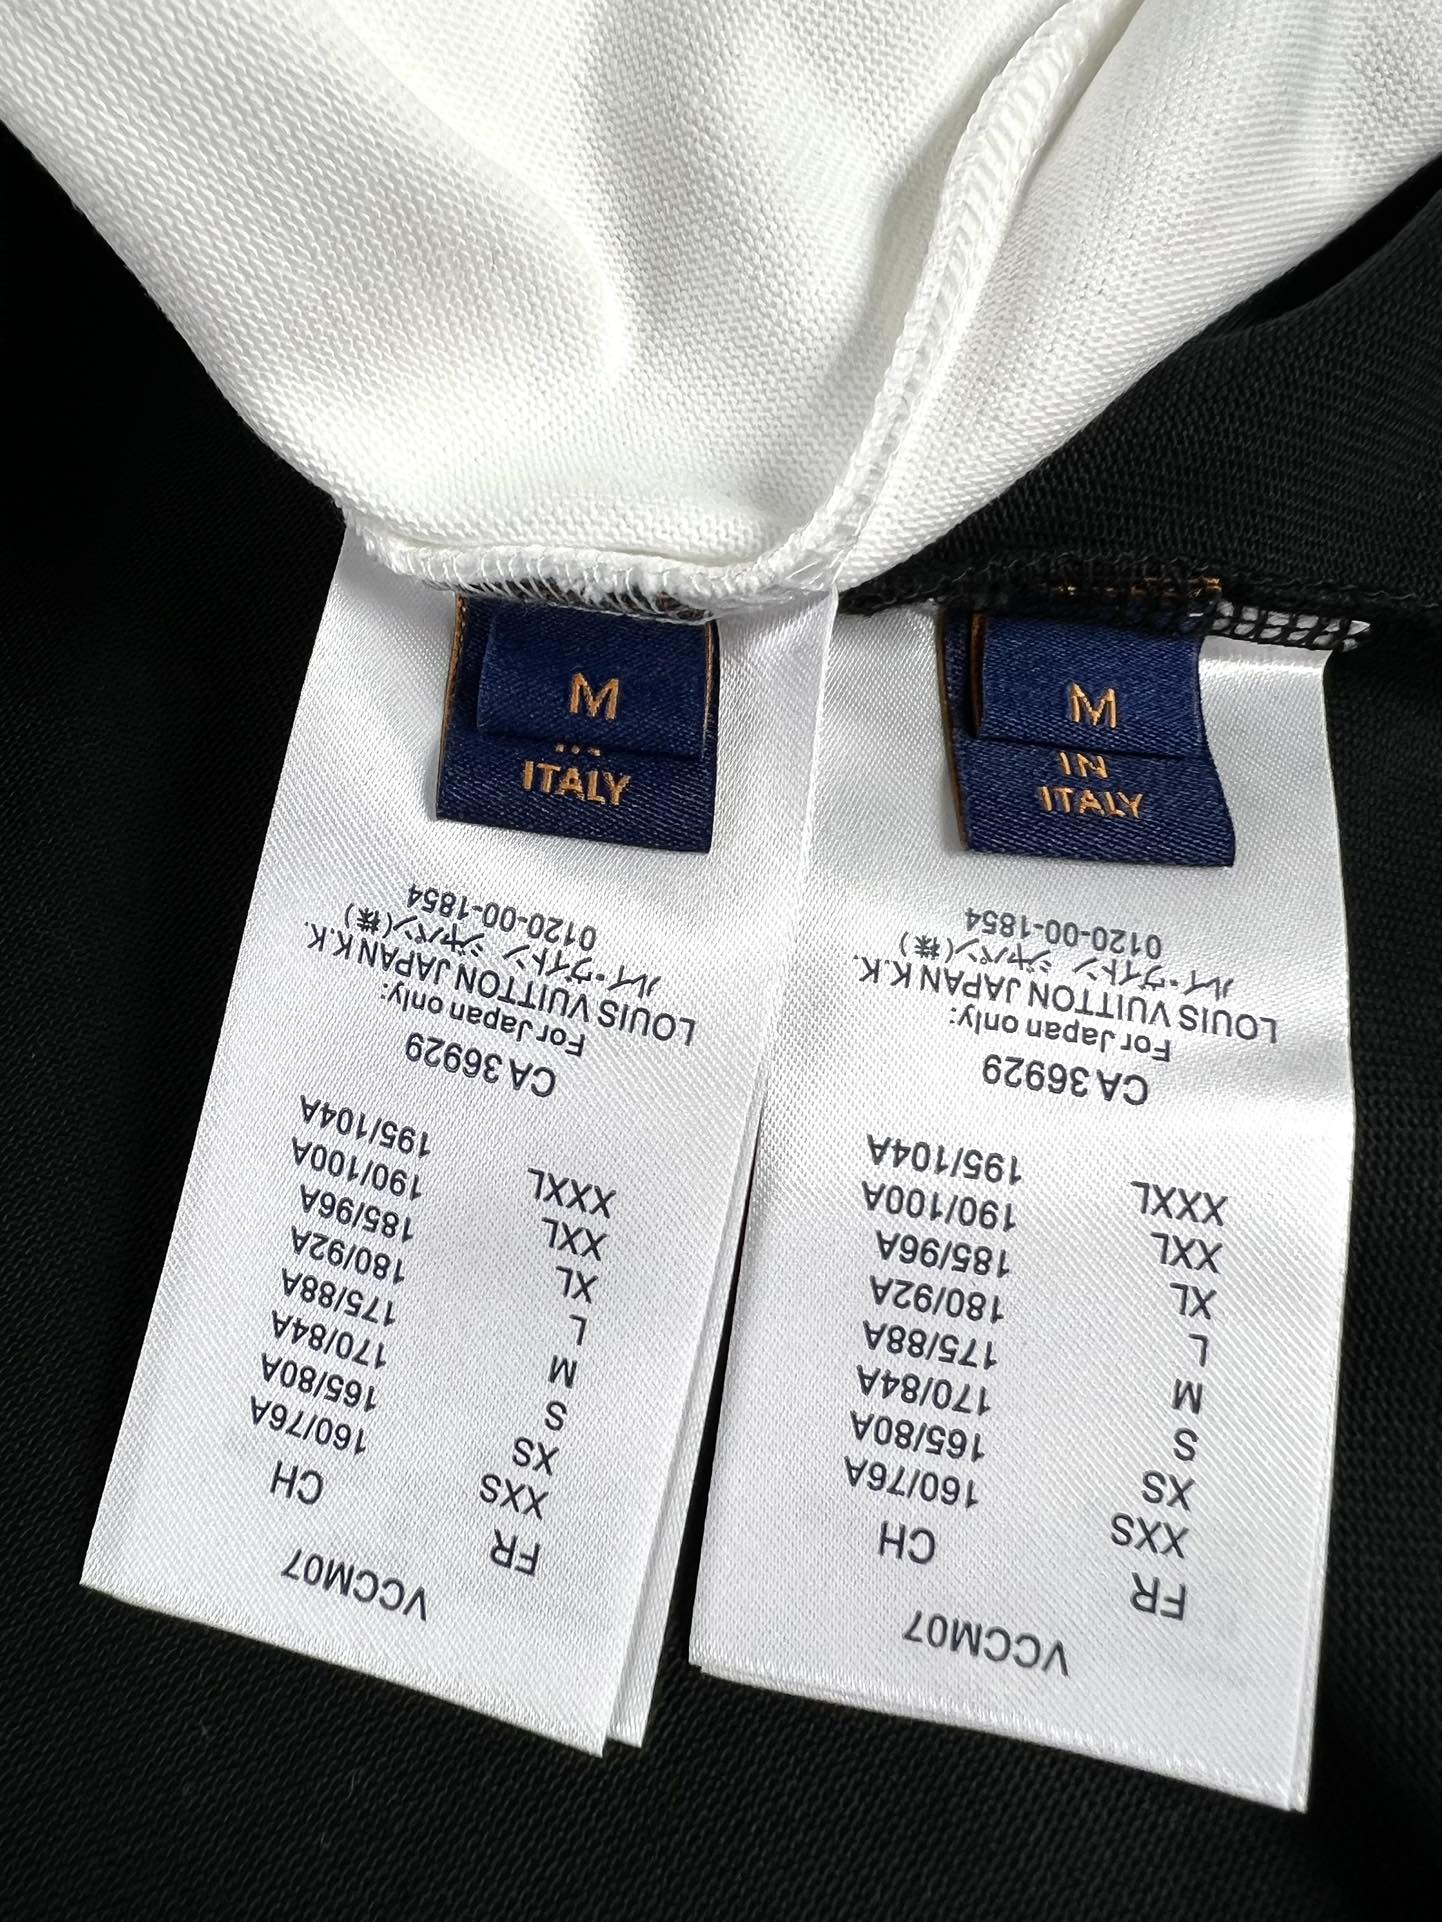 M
ITALY
VCCM07
FR CH
XXS 160/76A
XS 165/80A
S 170/84A
M 175/88A
L 180/92A
XL 185/96A
XXL 190/100A
XXXL 195/104A
CA 36929
For Japan only:
LOUIS VUITTON JAPAN K.K.
ルイ・ヴィトン ジャパン(株)
0120-00-1854
M
IN
ITALY
VCCM07
FR CH
XXS 160/76A
XS 165/80A
S 170/84A
M 175/88A
L 180/92A
XL 185/96A
XXL 190/100A
XXXL 195/104A
CA 36929
For Japan only:
LOUIS VUITTON JAPAN K.K.
ルイ・ヴィトン ジャパン(株)
0120-00-1854